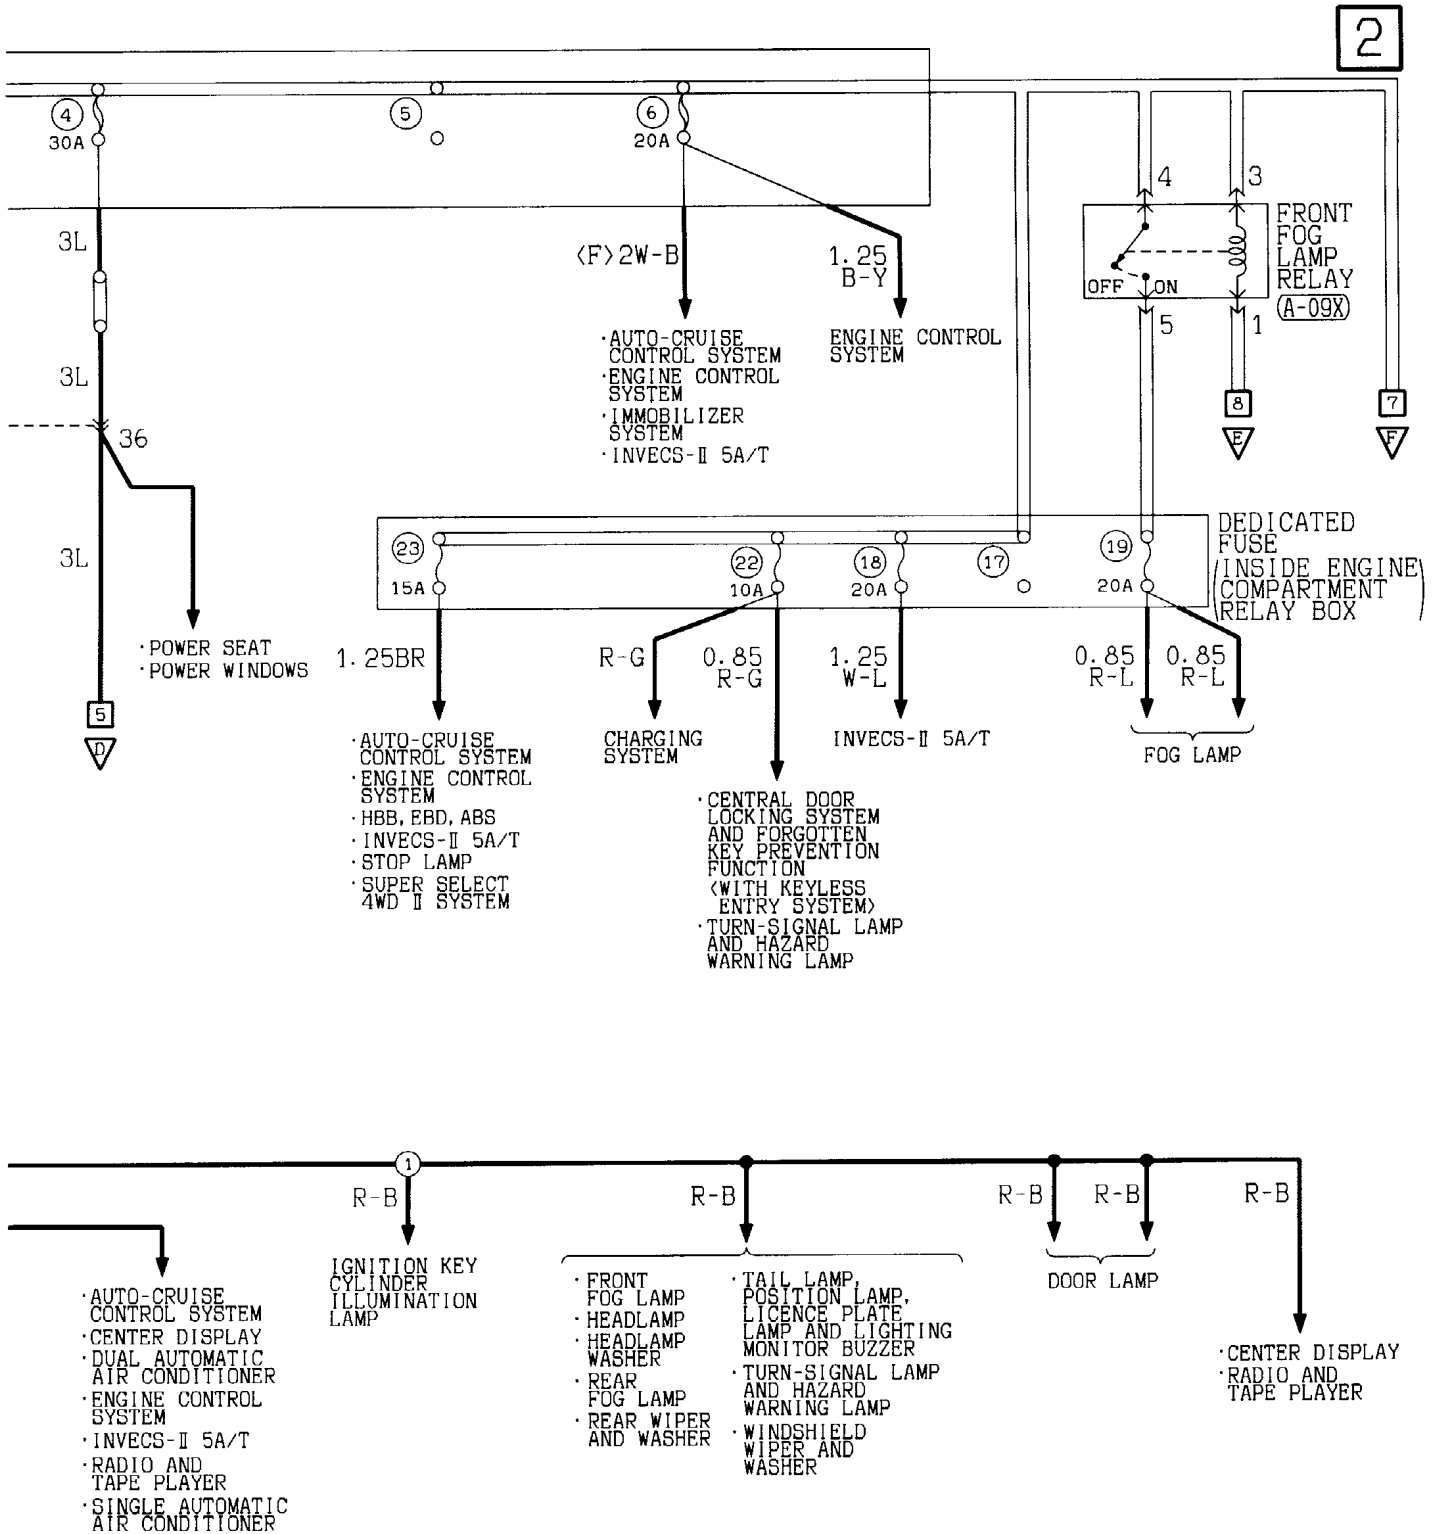 2
4
30A
5
6
20A
4
3
FRONT
FOG
LAMP
RELAY
(A-09X)
OFF
ON
5
1
3L
<F>2W-B
1.25
B-Y
·AUTO-CRUISE
CONTROL SYSTEM
·ENGINE CONTROL
SYSTEM
·IMMOBILIZER
SYSTEM
·INVECS-Ⅱ 5A/T
ENGINE CONTROL
SYSTEM
3L
36
8
E
7
F
3L
·POWER SEAT
·POWER WINDOWS
5
D
23
15A
22
10A
18
20A
17
19
20A
DEDICATED
FUSE
(INSIDE ENGINE
COMPARTMENT
RELAY BOX)
1.25BR
R-G
0.85
R-G
1.25
W-L
0.85
R-L
0.85
R-L
·AUTO-CRUISE
CONTROL SYSTEM
·ENGINE CONTROL
SYSTEM
·HBB, EBD, ABS
·INVECS-Ⅱ 5A/T
·STOP LAMP
·SUPER SELECT
4WD Ⅱ SYSTEM
CHARGING
SYSTEM
·CENTRAL DOOR
LOCKING SYSTEM
AND FORGOTTEN
KEY PREVENTION
FUNCTION
<WITH KEYLESS
ENTRY SYSTEM>
·TURN-SIGNAL LAMP
AND HAZARD
WARNING LAMP
INVECS-Ⅱ 5A/T
FOG LAMP
1
R-B
R-B
R-B
R-B
R-B
·AUTO-CRUISE
CONTROL SYSTEM
·CENTER DISPLAY
·DUAL AUTOMATIC
AIR CONDITIONER
·ENGINE CONTROL
SYSTEM
·INVECS-Ⅱ 5A/T
·RADIO AND
TAPE PLAYER
·SINGLE AUTOMATIC
AIR CONDITIONER
IGNITION KEY
CYLINDER
ILLUMINATION
LAMP
·FRONT
FOG LAMP
·HEADLAMP
·HEADLAMP
WASHER
·REAR
FOG LAMP
·REAR WIPER
AND WASHER
·TAIL LAMP,
POSITION LAMP,
LICENCE PLATE
LAMP AND LIGHTING
MONITOR BUZZER
·TURN-SIGNAL LAMP
AND HAZARD
WARNING LAMP
·WINDSHIELD
WIPER AND
WASHER
DOOR LAMP
·CENTER DISPLAY
·RADIO AND
TAPE PLAYER